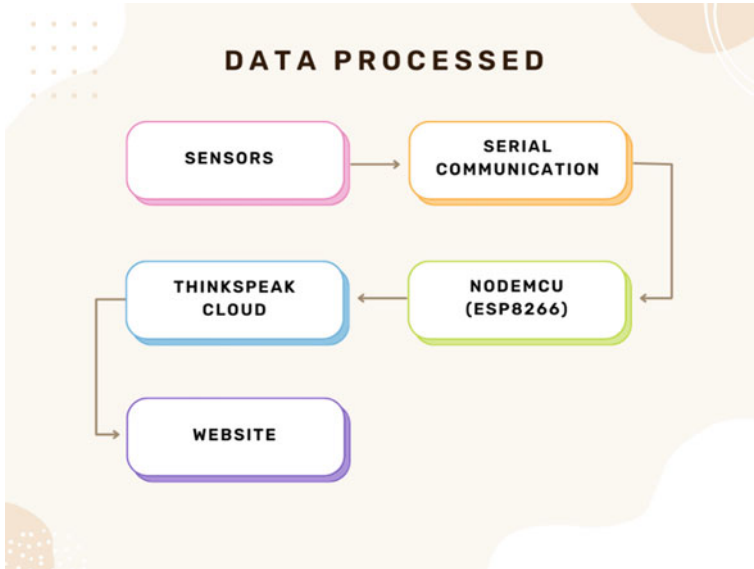 DATA PROCESSED
SENSORS
SERIAL
COMMUNICATION
NODEMCU
(ESP8266)
THINKSPEAK
CLOUD
WEBSITE